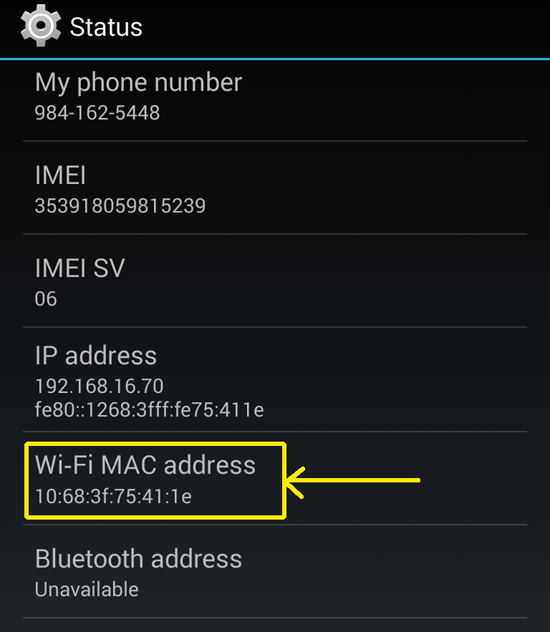 Status
My phone number
984-162-5448
IMEI
353918059815239
IMEI SV
06
IP address
192.168.16.70
fe80::1268:3fff:fe75:411e
Wi-Fi MAC address
10:68:3f:75:41:1e
Bluetooth address
Unavailable